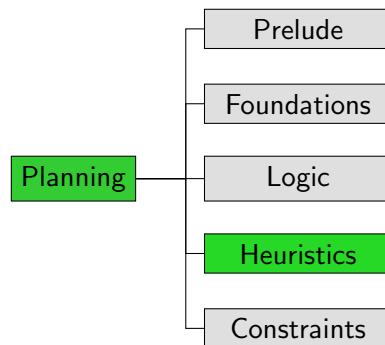 Prelude
Foundations
Planning
Logic
Heuristics
Constraints